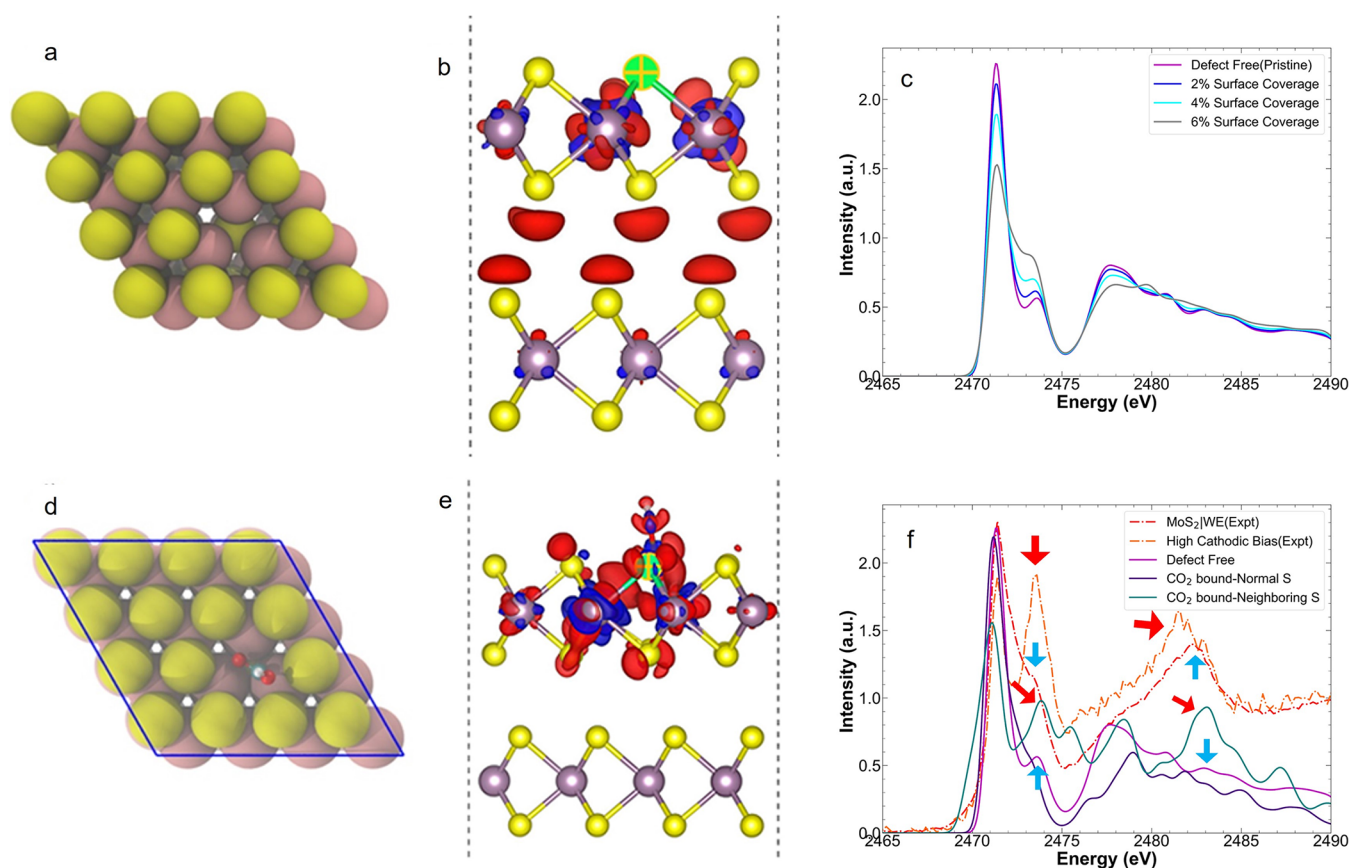 a
b
c
Intensity (a.u.)
2.0
1.5
1.0
0.5
0.0
2465
2470
2475
2480
2485
2490
Energy (eV)
Defect Free(Pristine)
2% Surface Coverage
4% Surface Coverage
6% Surface Coverage
d
e
f
Intensity (a.u.)
2.0
1.5
1.0
0.5
0.0
2465
2470
2475
2480
2485
2490
Energy (eV)
MoS₂|WE(Expt)
High Cathodic Bias(Expt)
Defect Free
CO₂ bound-Normal S
CO₂ bound-Neighboring S